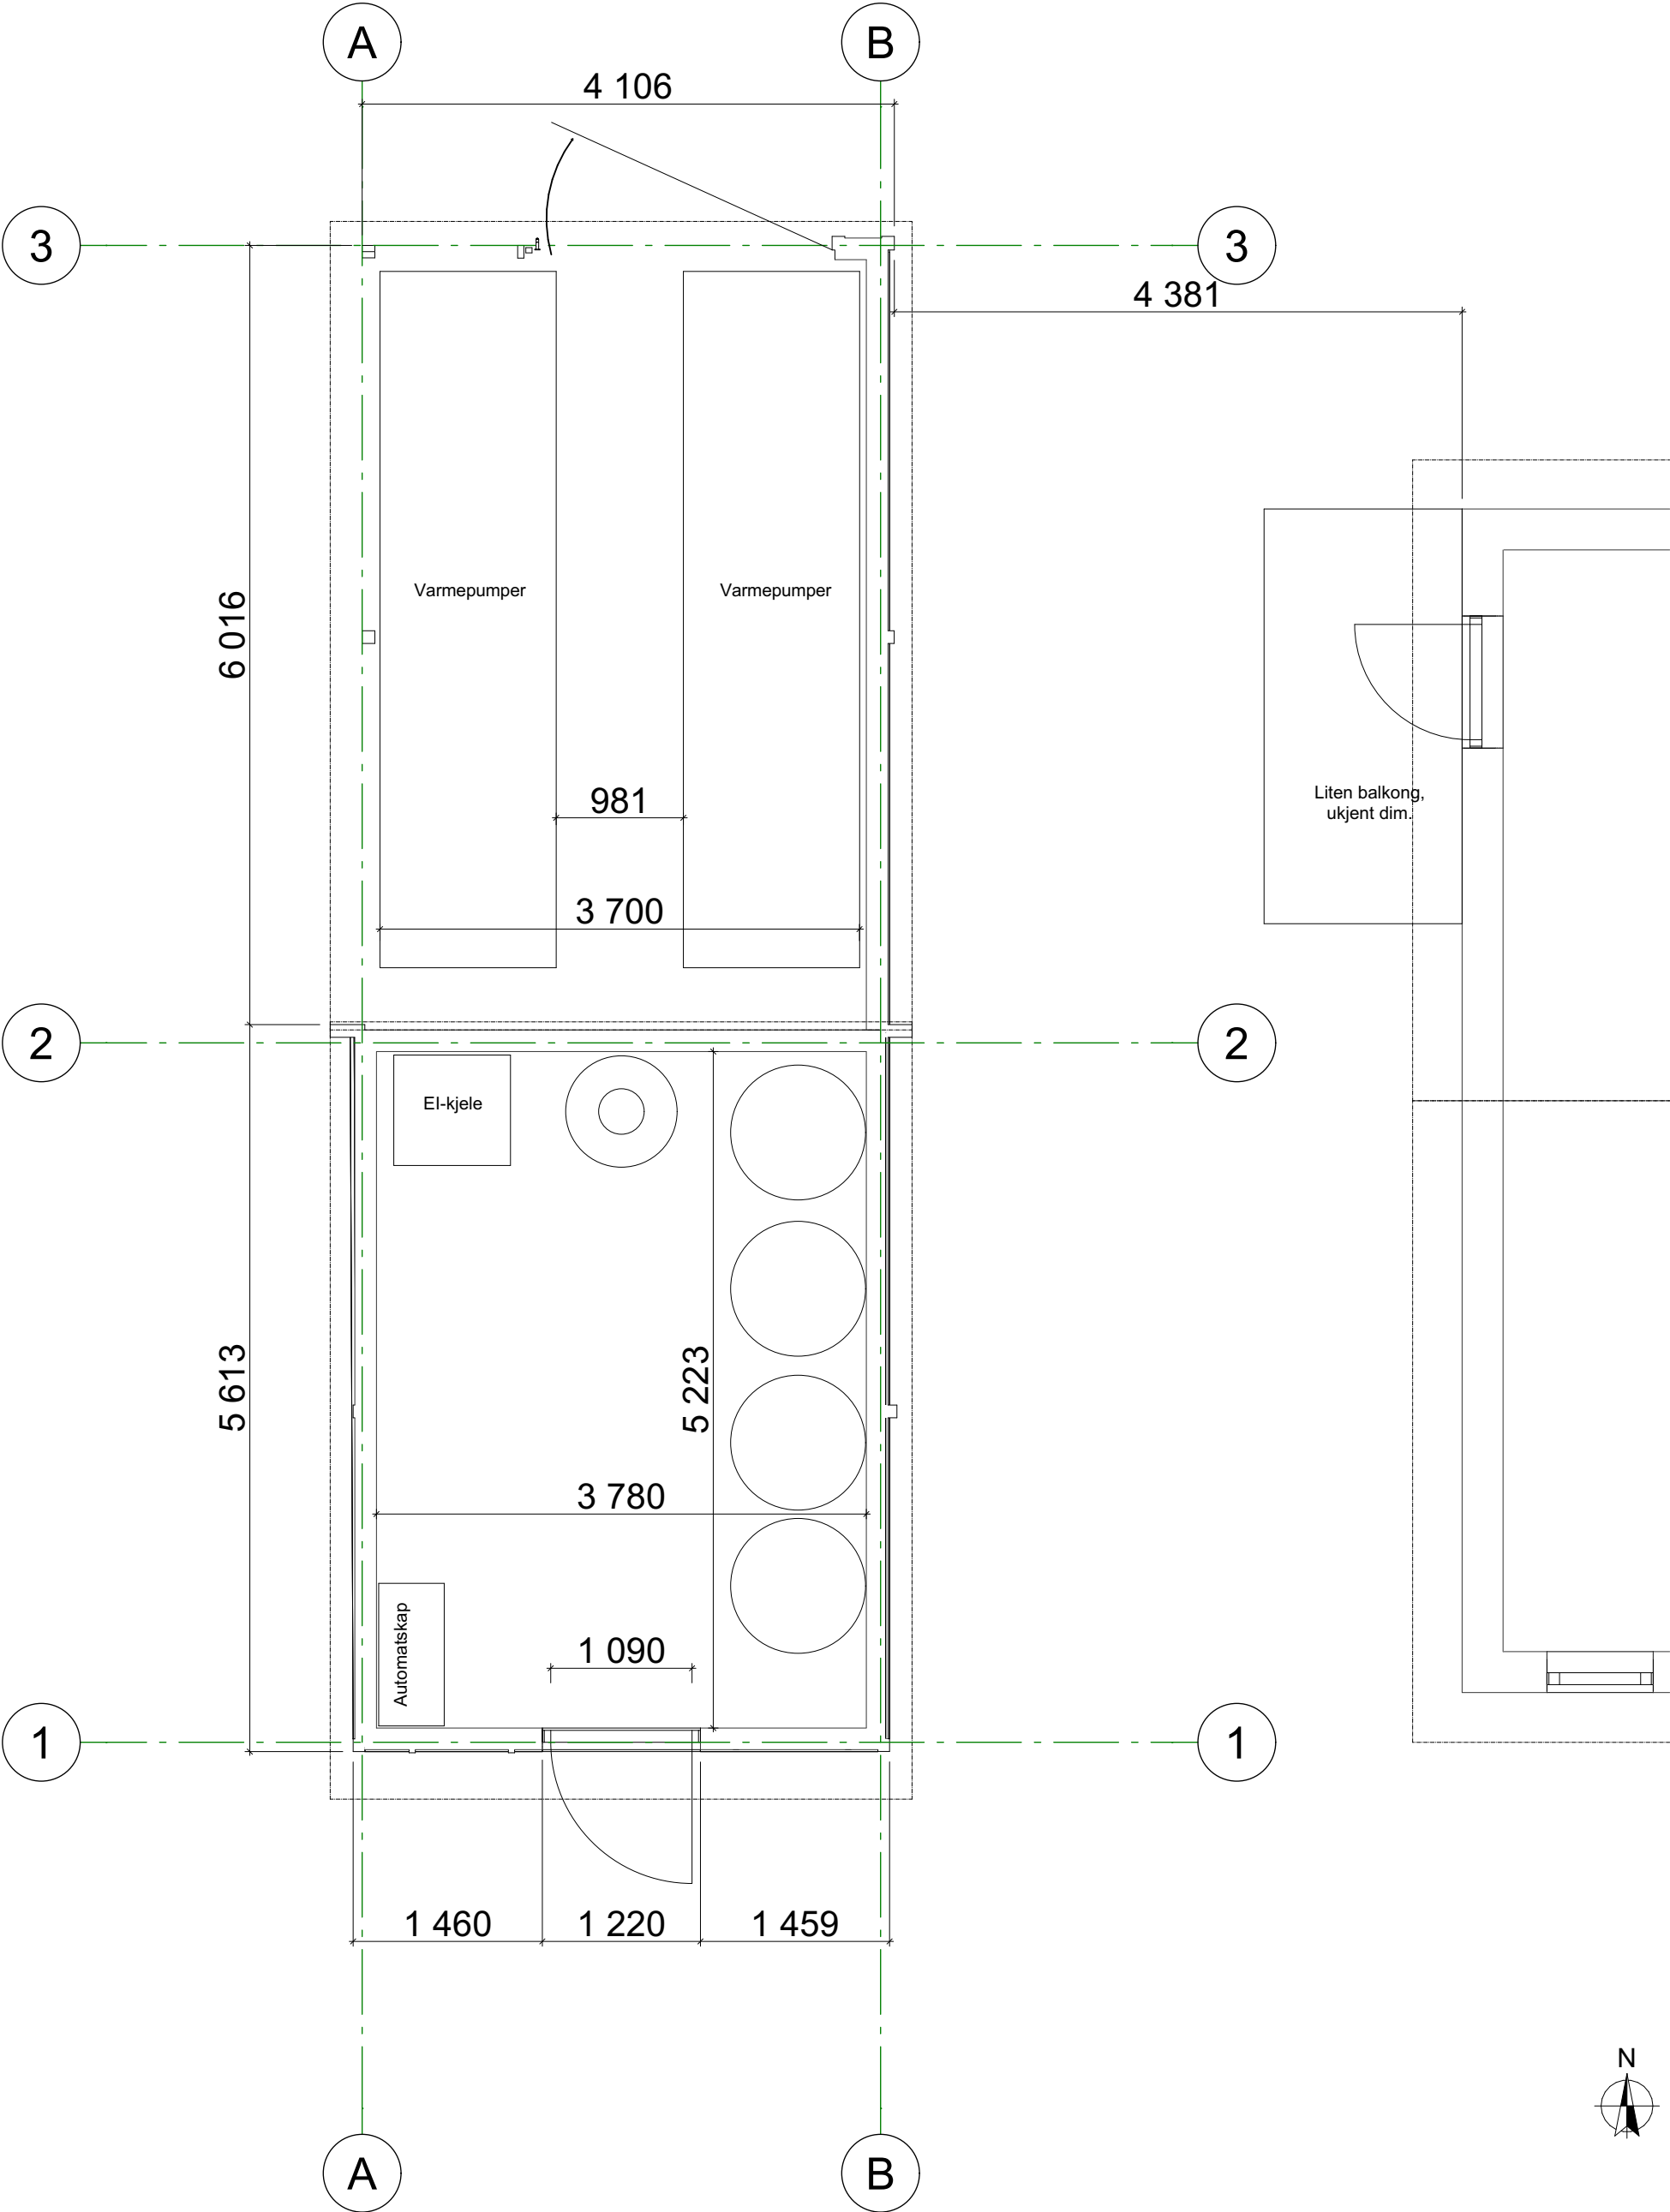 A
B
4 106
3
3
4 381
Varmepumper
Varmepumper
6 016
981
Liten balkong,
ukjent dim.
3 700
2
2
El-kjele
5 613
5 223
3 780
Automatskap
1 090
1
1
1 460
1 220
1 459
N
A
B